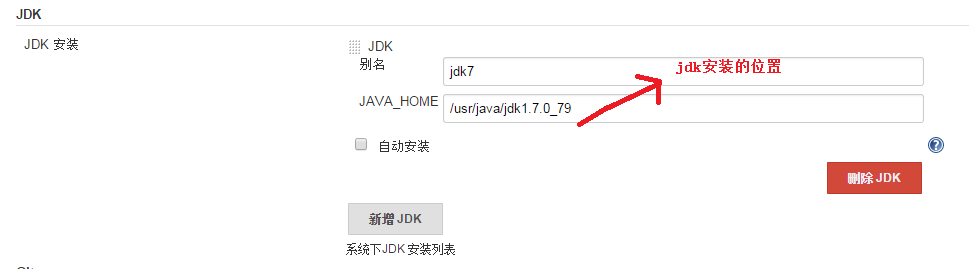 JDK
JDK 安装
JDK
别名
jdk7
jdk安装的位置
JAVA_HOME
/usr/java/jdk1.7.0_79
自动安装
删除 JDK
新增 JDK
系统下JDK 安装列表